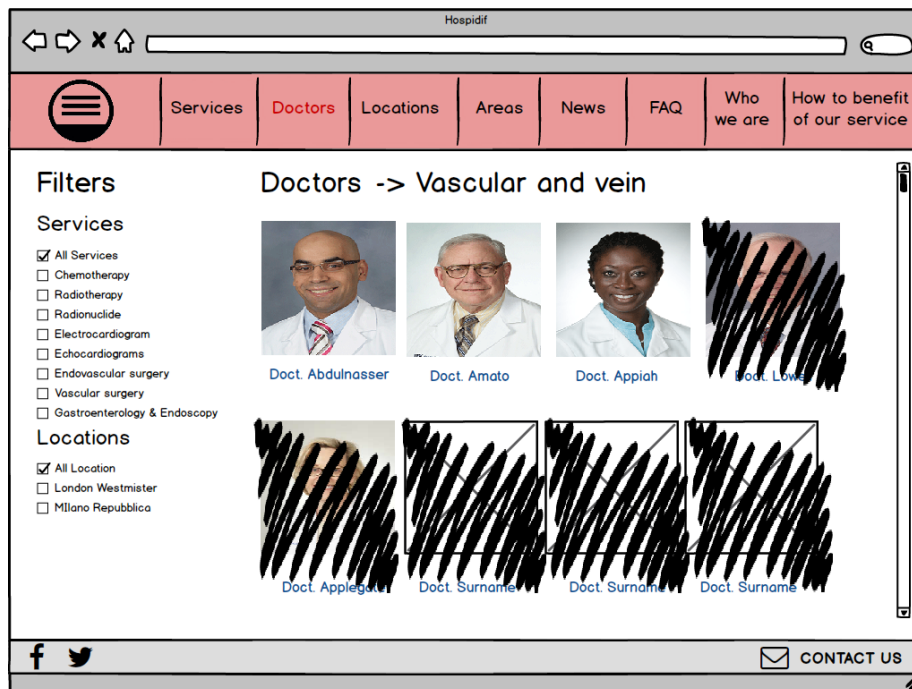 Hospidif
Services
Doctors
Locations
Areas
News
FAQ
Who
we are
How to benefit
of our service
Filters
Doctors -> Vascular and vein
Services
All Services
Chemotherapy
Radiotherapy
Radionuclide
Electrocardiogram
Echocardiograms
Endovascular surgery
Vascular surgery
Gastroenterology & Endoscopy
Locations
All Location
London Westmister
MIlano Repubblica
Doct. Abdulnasser
Doct. Amato
Doct. Appiah
Doct. Lowe
Doct. Applegate
Doct. Surname
Doct. Surname
Doct. Surname
CONTACT US